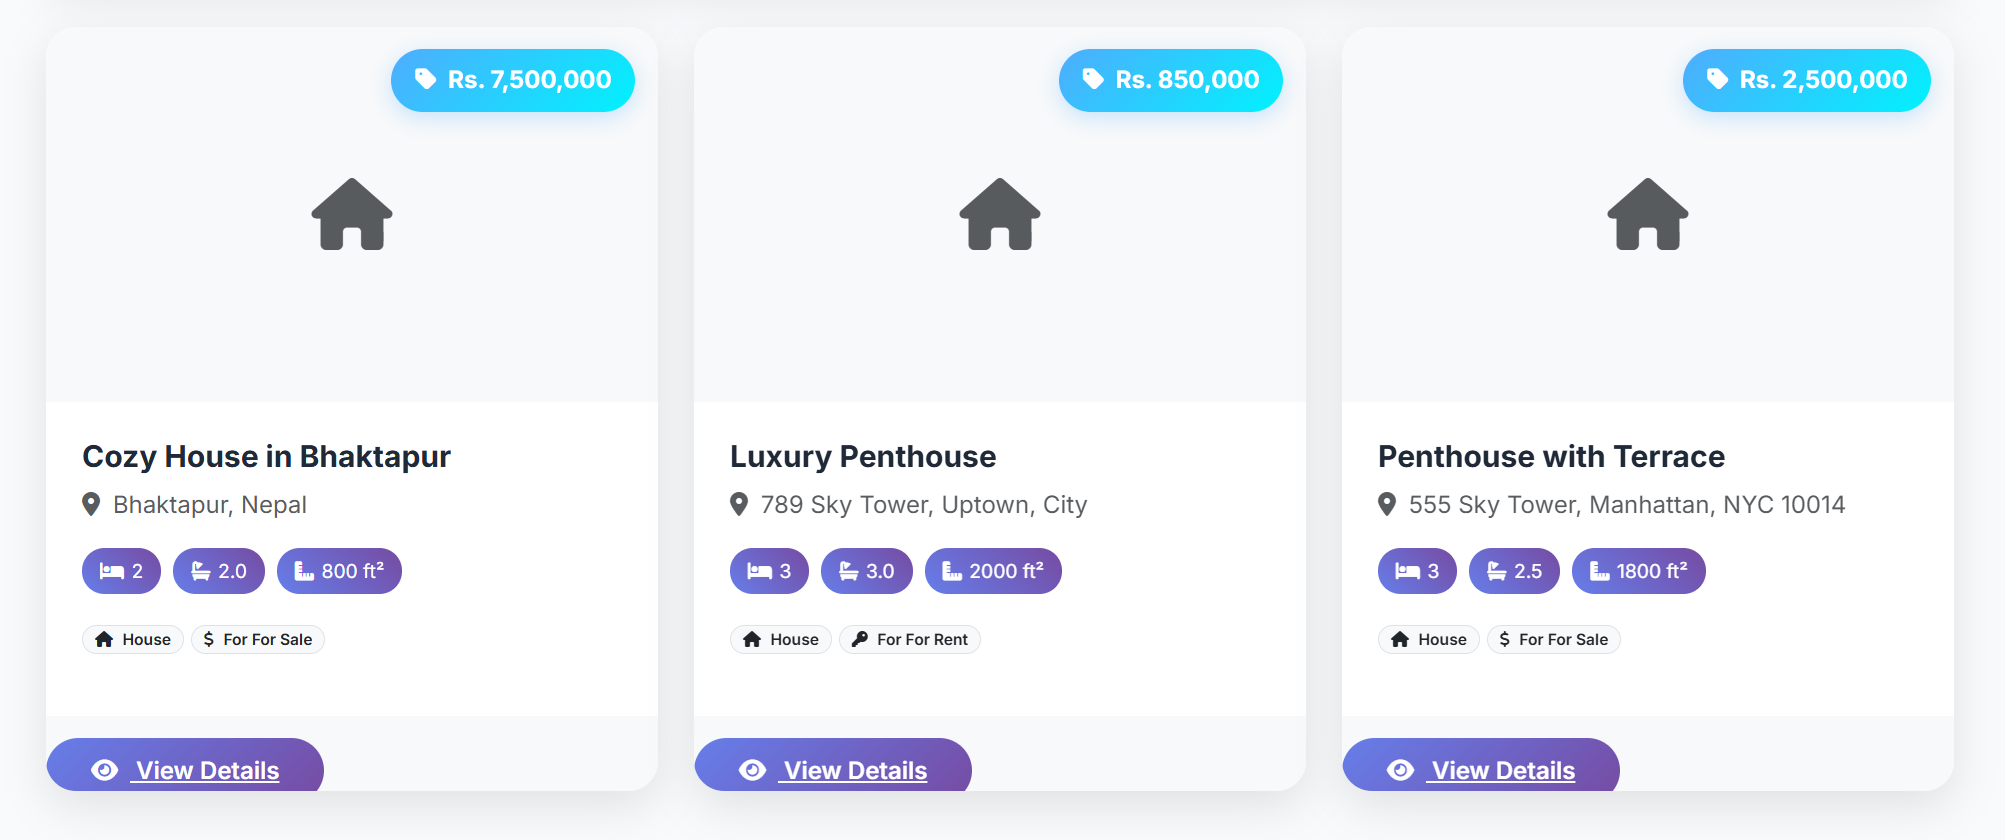 Rs. 7,500,000
Cozy House in Bhaktapur
Bhaktapur, Nepal
2 2.0 800 ft²
House For For Sale
View Details
Rs. 850,000
Luxury Penthouse
789 Sky Tower, Uptown, City
3 3.0 2000 ft²
House For For Rent
View Details
Rs. 2,500,000
Penthouse with Terrace
555 Sky Tower, Manhattan, NYC 10014
3 2.5 1800 ft²
House $ For For Sale
View Details